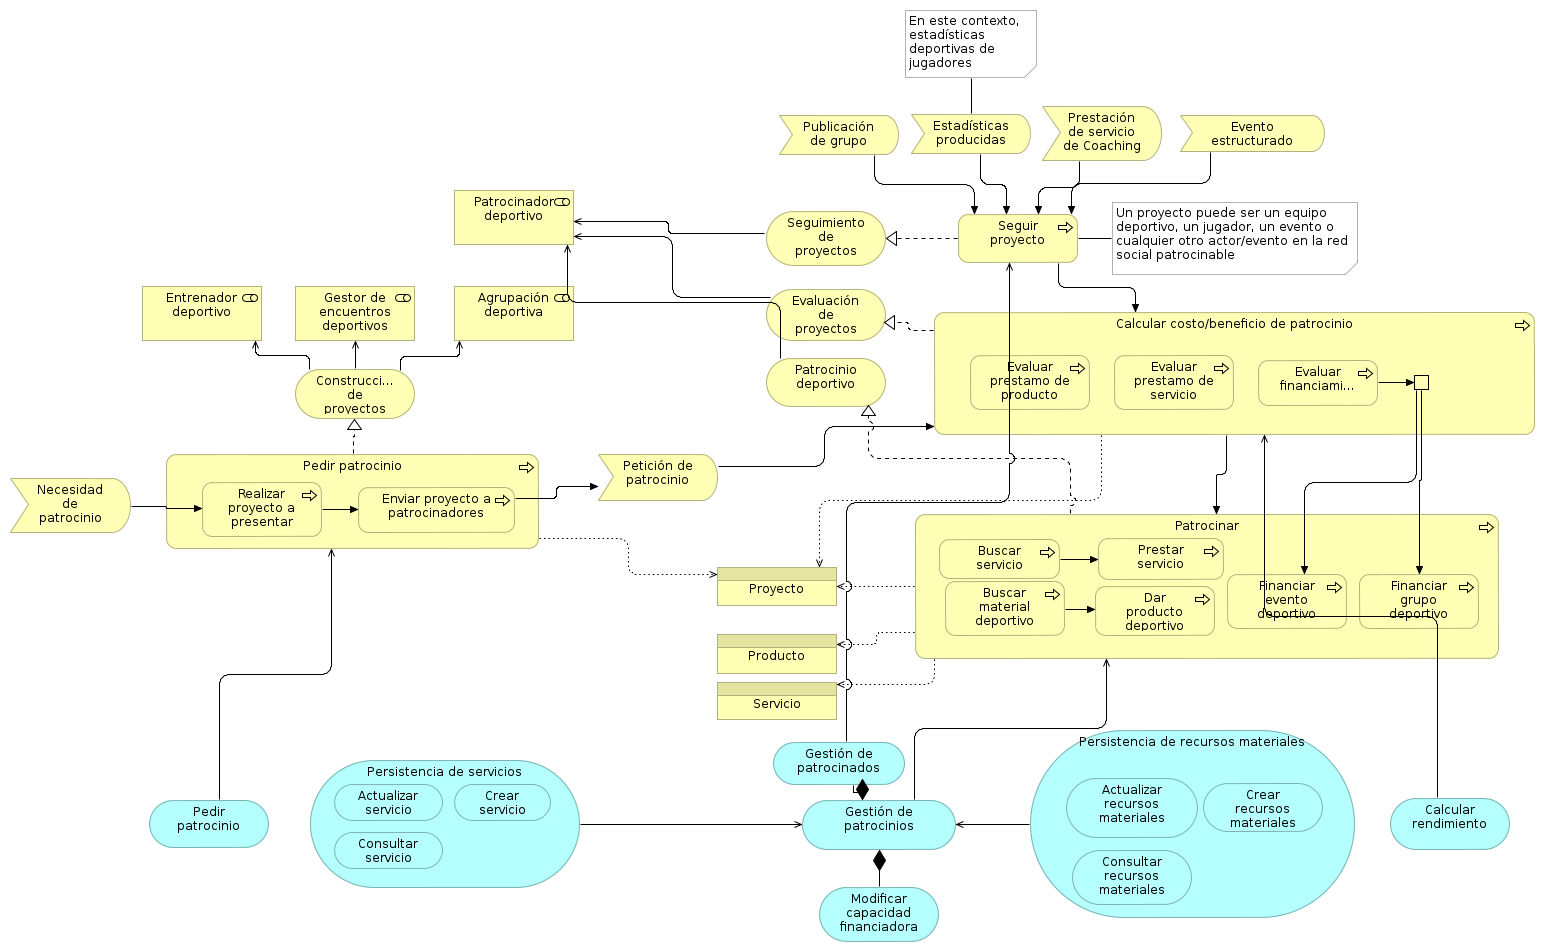 En este contexto,
estadísticas
deportivas de
jugadores
Publicación
de grupo
Estadísticas
producidas
Prestación
de servicio
de Coaching
Evento
estructurado
Patrocinador
deportivo
Seguimiento
de
proyectos
Seguir
proyecto
Un proyecto puede ser un equipo
deportivo, un jugador, un evento o
cualquier otro actor/evento en la red
social patrocinable
Entrenador
deportivo
Gestor de
encuentros
deportivos
Agrupación
deportiva
Evaluación
de
proyectos
Calcular costo/beneficio de patrocinio
Evaluar
prestamo de
producto
Evaluar
prestamo de
servicio
Evaluar
financiami...
Patrocinio
deportivo
Construcci...
de
proyectos
Pedir patrocinio
Necesidad
de
patrocinio
Realizar
proyecto a
presentar
Enviar proyecto a
patrocinadores
Petición de
patrocinio
Patrocinar
Buscar
servicio
Prestar
servicio
Buscar
material
deportivo
Dar
producto
deportivo
Financiar
evento
deportivo
Financiar
grupo
deportivo
Proyecto
Producto
Servicio
Gestión de
patrocinados
Persistencia de servicios
Actualizar
servicio
Crear
servicio
Consultar
servicio
Pedir
patrocinio
Gestión de
patrocinios
Modificar
capacidad
financiadora
Persistencia de recursos materiales
Actualizar
recursos
materiales
Crear
recursos
materiales
Consultar
recursos
materiales
Calcular
rendimiento